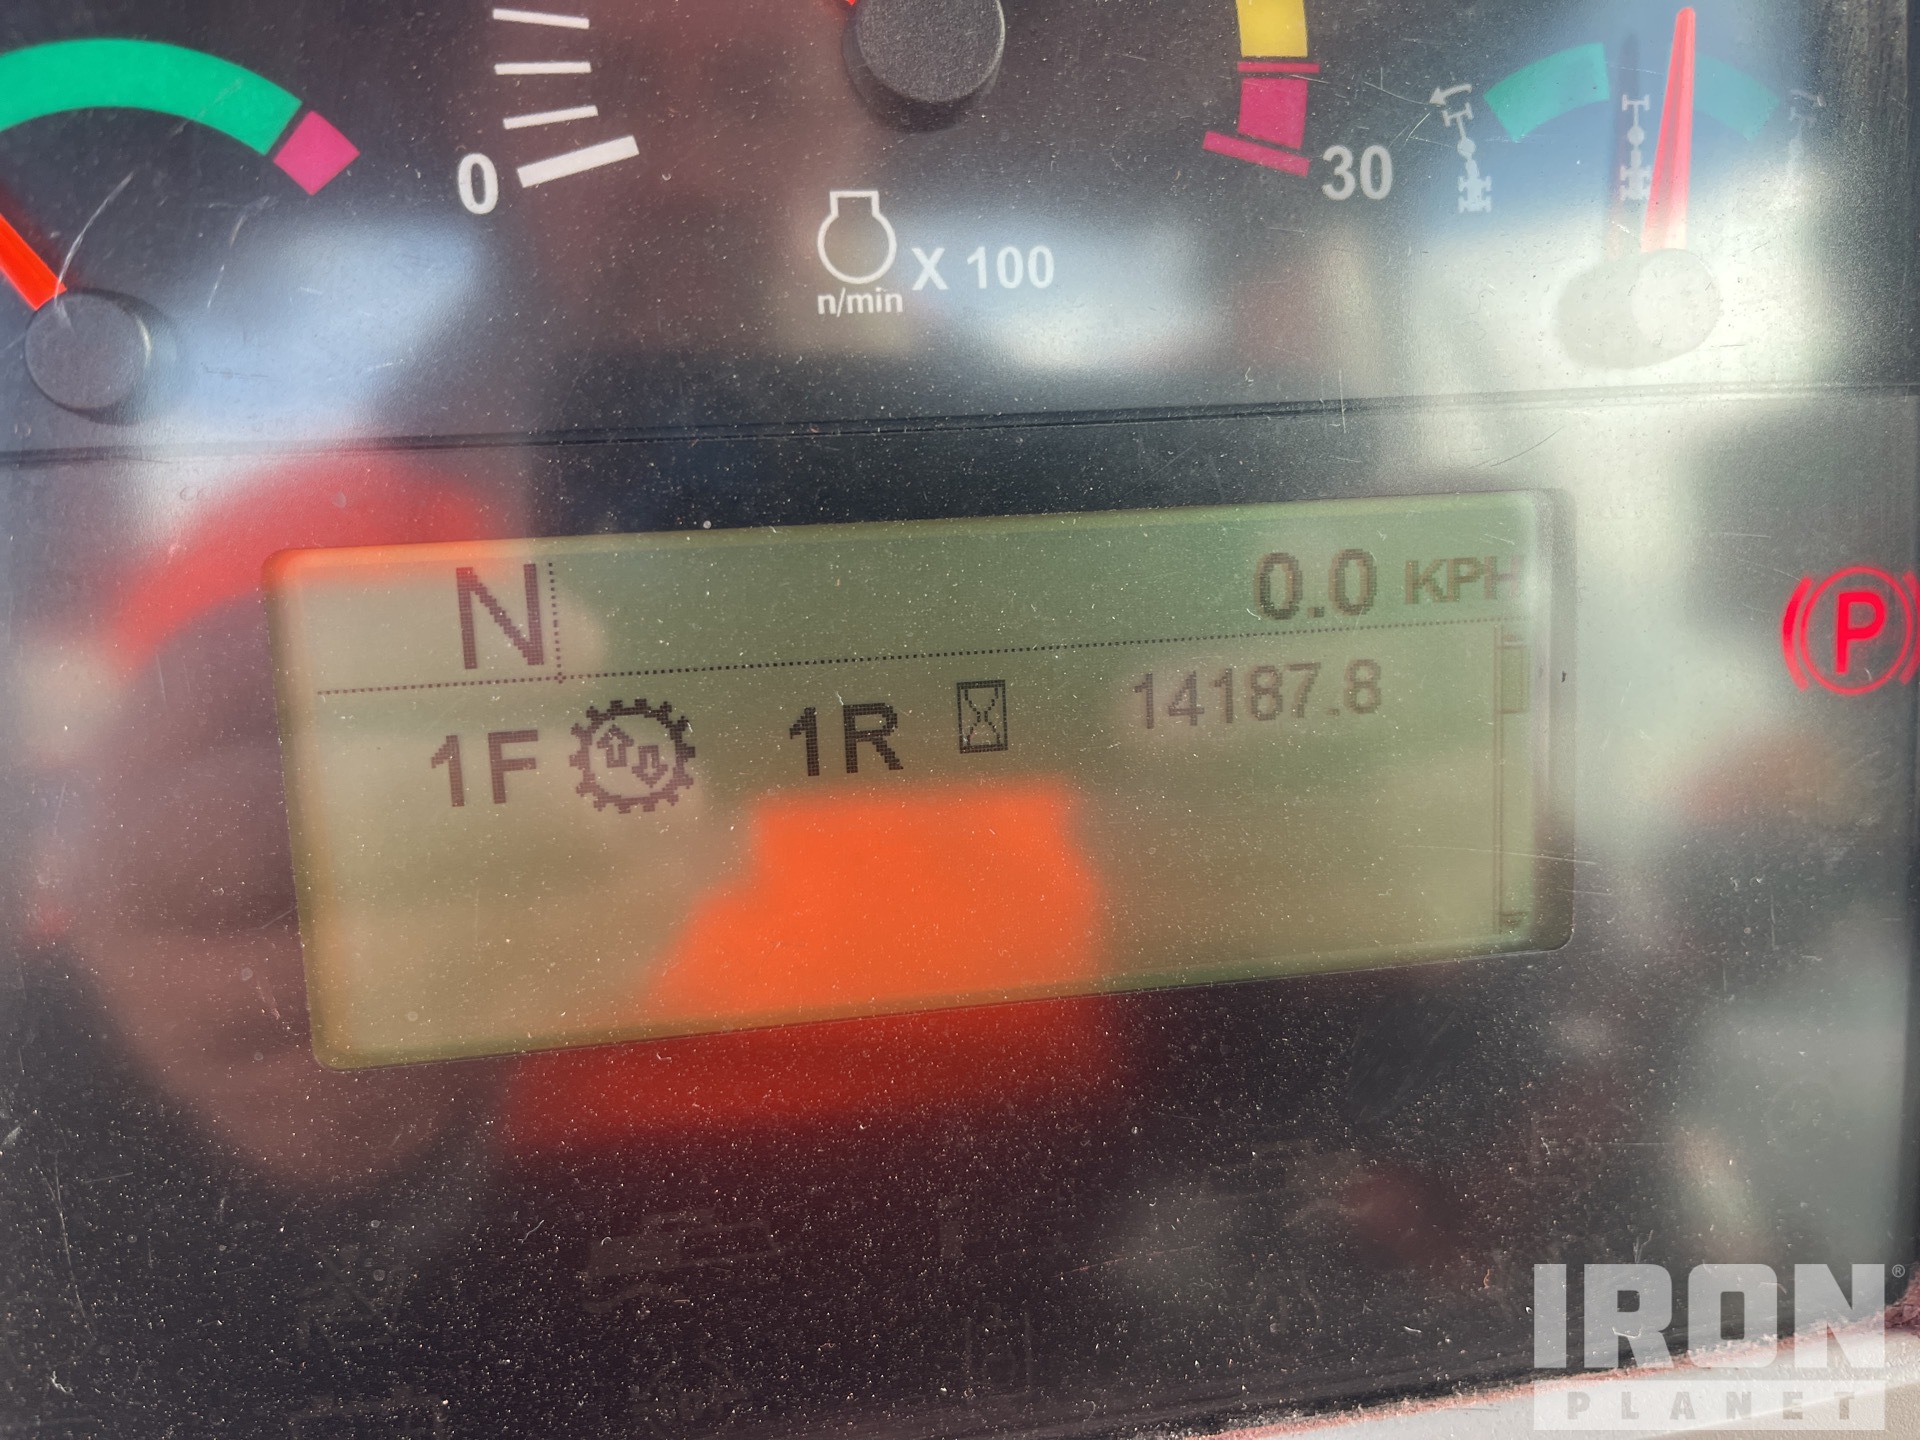 0
30
X 100
n/min
N
0.0 KPH
1F
1R
14187.8
P
IRON®
PLANET